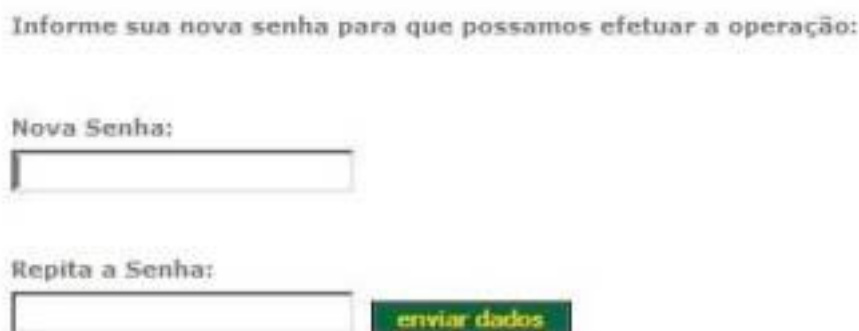 Informe sua nova senha para que possamos efetuar a operação:
Nova Senha:
Repita a Senha:
enviar dados